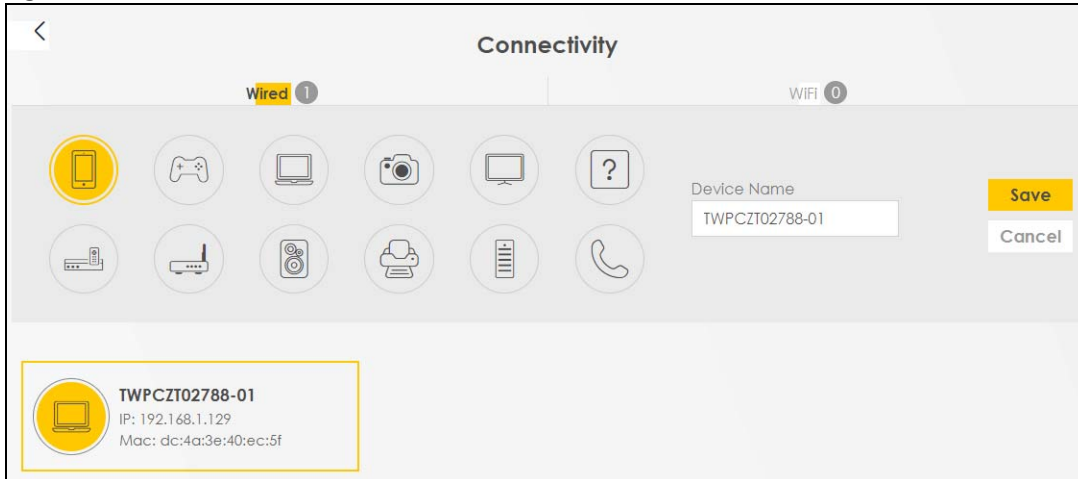 Connectivity
Wired 1
WiFi 0
?
Device Name
TWPCZT02788-01
Save
Cancel
TWPCZT02788-01
IP: 192.168.1.129
Mac: dc:4a:3e:40:ec:5f